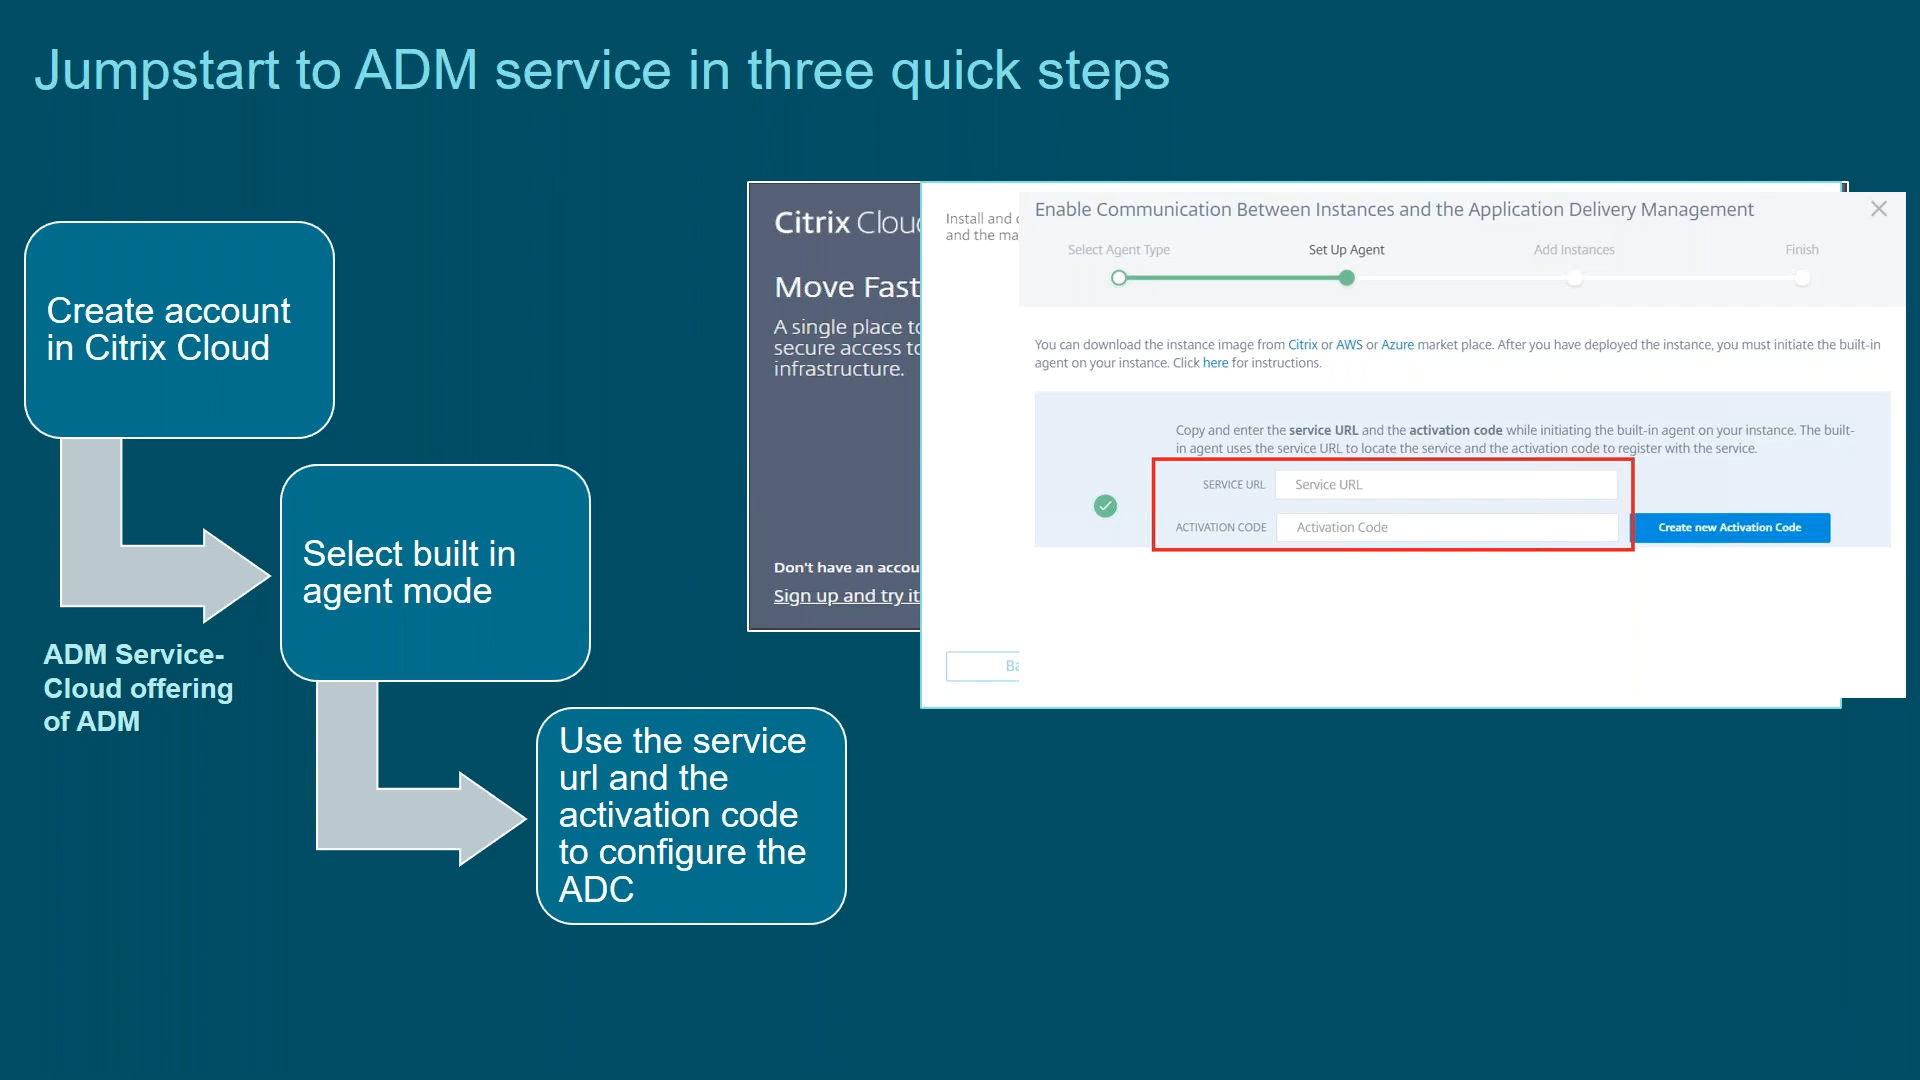 Jumpstart to ADM service in three quick steps
Create account
in Citrix Cloud
Select built in
agent mode
ADM Service-
Cloud offering
of ADM
Use the service
url and the
activation code
to configure the
ADC
Citrix Clou
Move Fast
A single place to
secure access to
infrastructure.
Don't have an accou
Sign up and try it
Install and
and the ma
Ba
Enable Communication Between Instances and the Application Delivery Management
Select Agent Type
Set Up Agent
Add Instances
Finish
You can download the instance image from Citrix or AWS or Azure market place. After you have deployed the instance, you must initiate the built-in
agent on your instance. Click here for instructions.
Copy and enter the service URL and the activation code while initiating the built-in agent on your instance. The built-
in agent uses the service URL to locate the service and the activation code to register with the service.
SERVICE URL Service URL
ACTIVATION CODE Activation Code Create new Activation Code